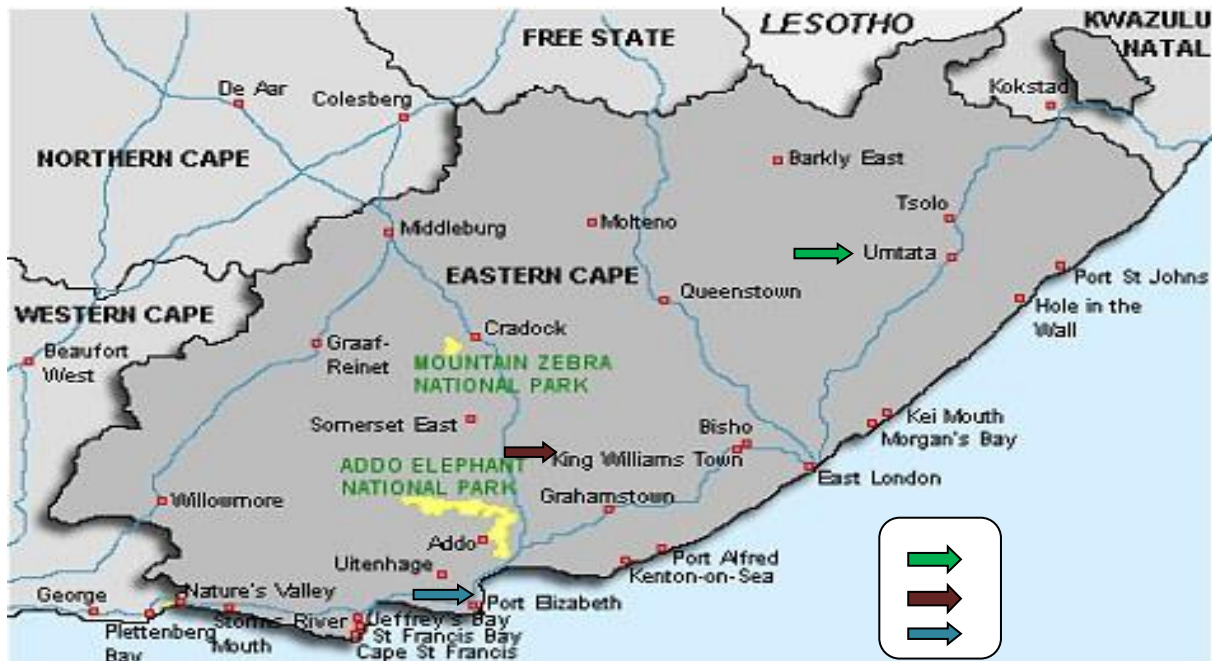 KWAZULU
NATAL
LESOTHO
FREE STATE
De Aar
Colesberg
Kokstad
NORTHERN CAPE
Barkly East
Tsolo
Molteno
Middleburg
Umtata
EASTERN CAPE
Port St Johns
Queenstown
Hole in the
Wall
WESTERN CAPE
Cradock
Graaf-
Reinet
Beaufort
West
MOUNTAIN ZEBRA
NATIONAL PARK
Somerset East
Kei Mouth
Morgan's Bay
Bisho
King Williams Town
ADDO ELEPHANT
NATIONAL PARK
East London
Willowmore
Grahamstown
Addo
Port Alfred
Kenton-on-Sea
Uitenhage
Nature's Valley
George
Port Elizabeth
Plettenberg
Bay
Storms River
Mouth
Jeffrey's Bay
St Francis Bay
Cape St Francis